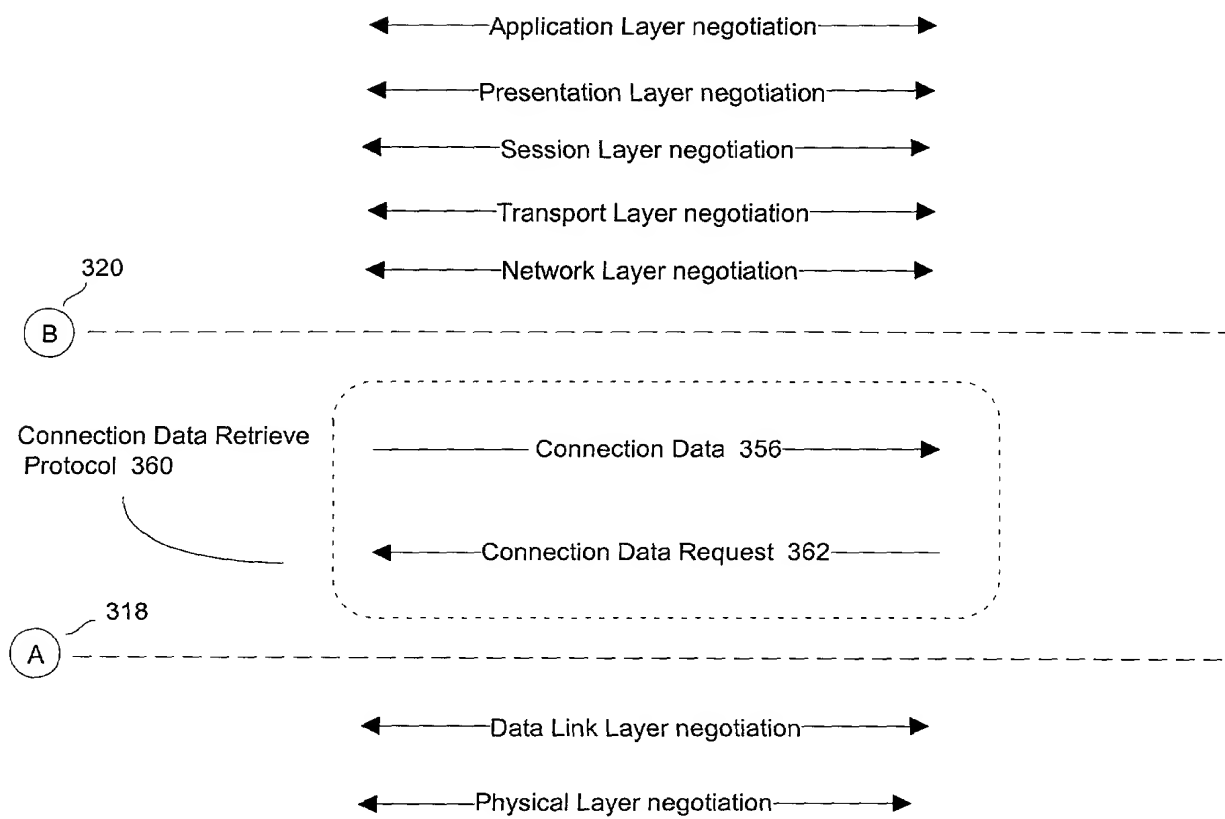 Application Layer negotiation
Presentation Layer negotiation
Session Layer negotiation
Transport Layer negotiation
Network Layer negotiation
320
B
Connection Data Retrieve
Protocol 360
Connection Data 356
Connection Data Request 362
318
A
Data Link Layer negotiation
Physical Layer negotiation